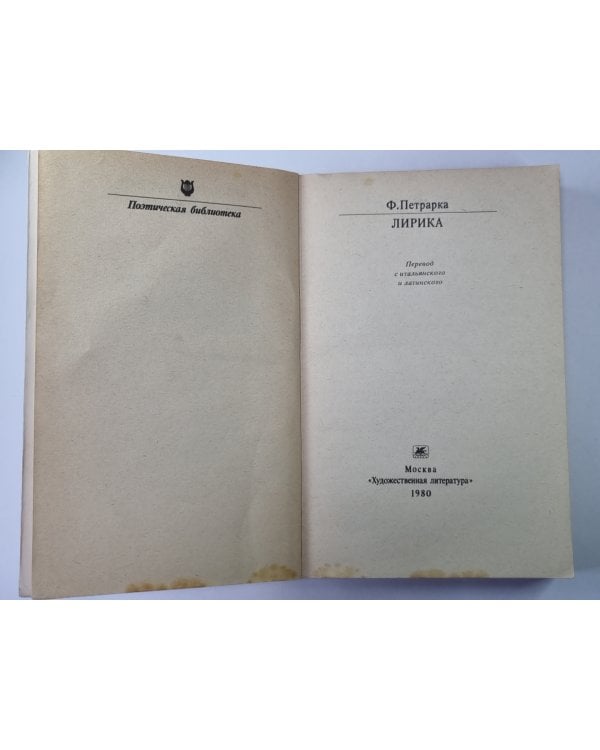 Поэтическая библиотека
Ф.Петрарка
ЛИРИКА
Перевод
с итальянского
и латинского
Москва
«Художественная литература»
1980